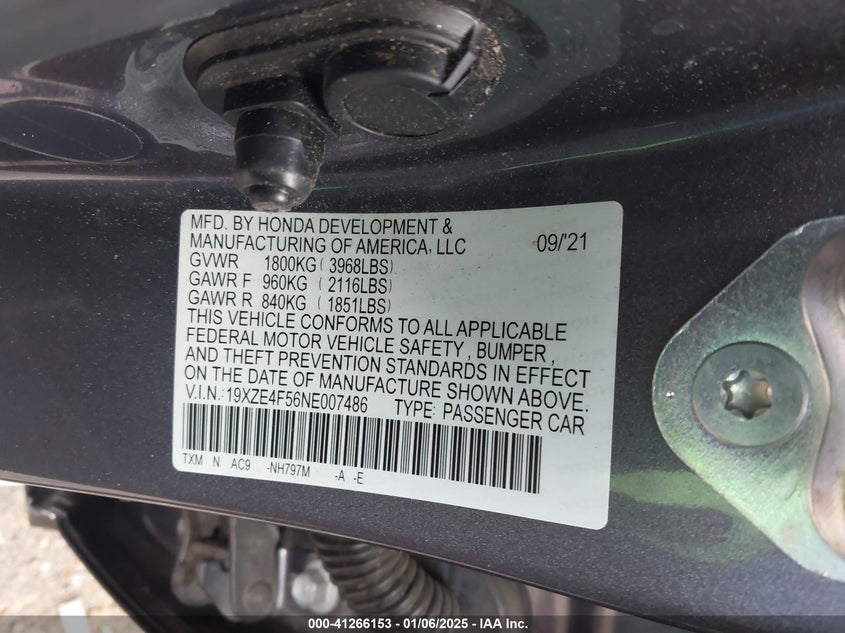 MFD. BY HONDA DEVELOPMENT &
MANUFACTURING OF AMERICA, LLC 09/'21
GVWR 1800KG ( 3968LBS)
GAWR F 960KG ( 2116LBS)
GAWR R 840KG ( 1851LBS)
THIS VEHICLE CONFORMS TO ALL APPLICABLE
FEDERAL MOTOR VEHICLE SAFETY , BUMPER ,
AND THEFT PREVENTION STANDARDS IN EFFECT
ON THE DATE OF MANUFACTURE SHOWN ABOVE.
V.I.N.: 19XZE4F56NE007486 TYPE: PASSENGER CAR
TXM N AC9 -NH797M -A -E
000-41266153 - 01/06/2025 - IAA Inc.